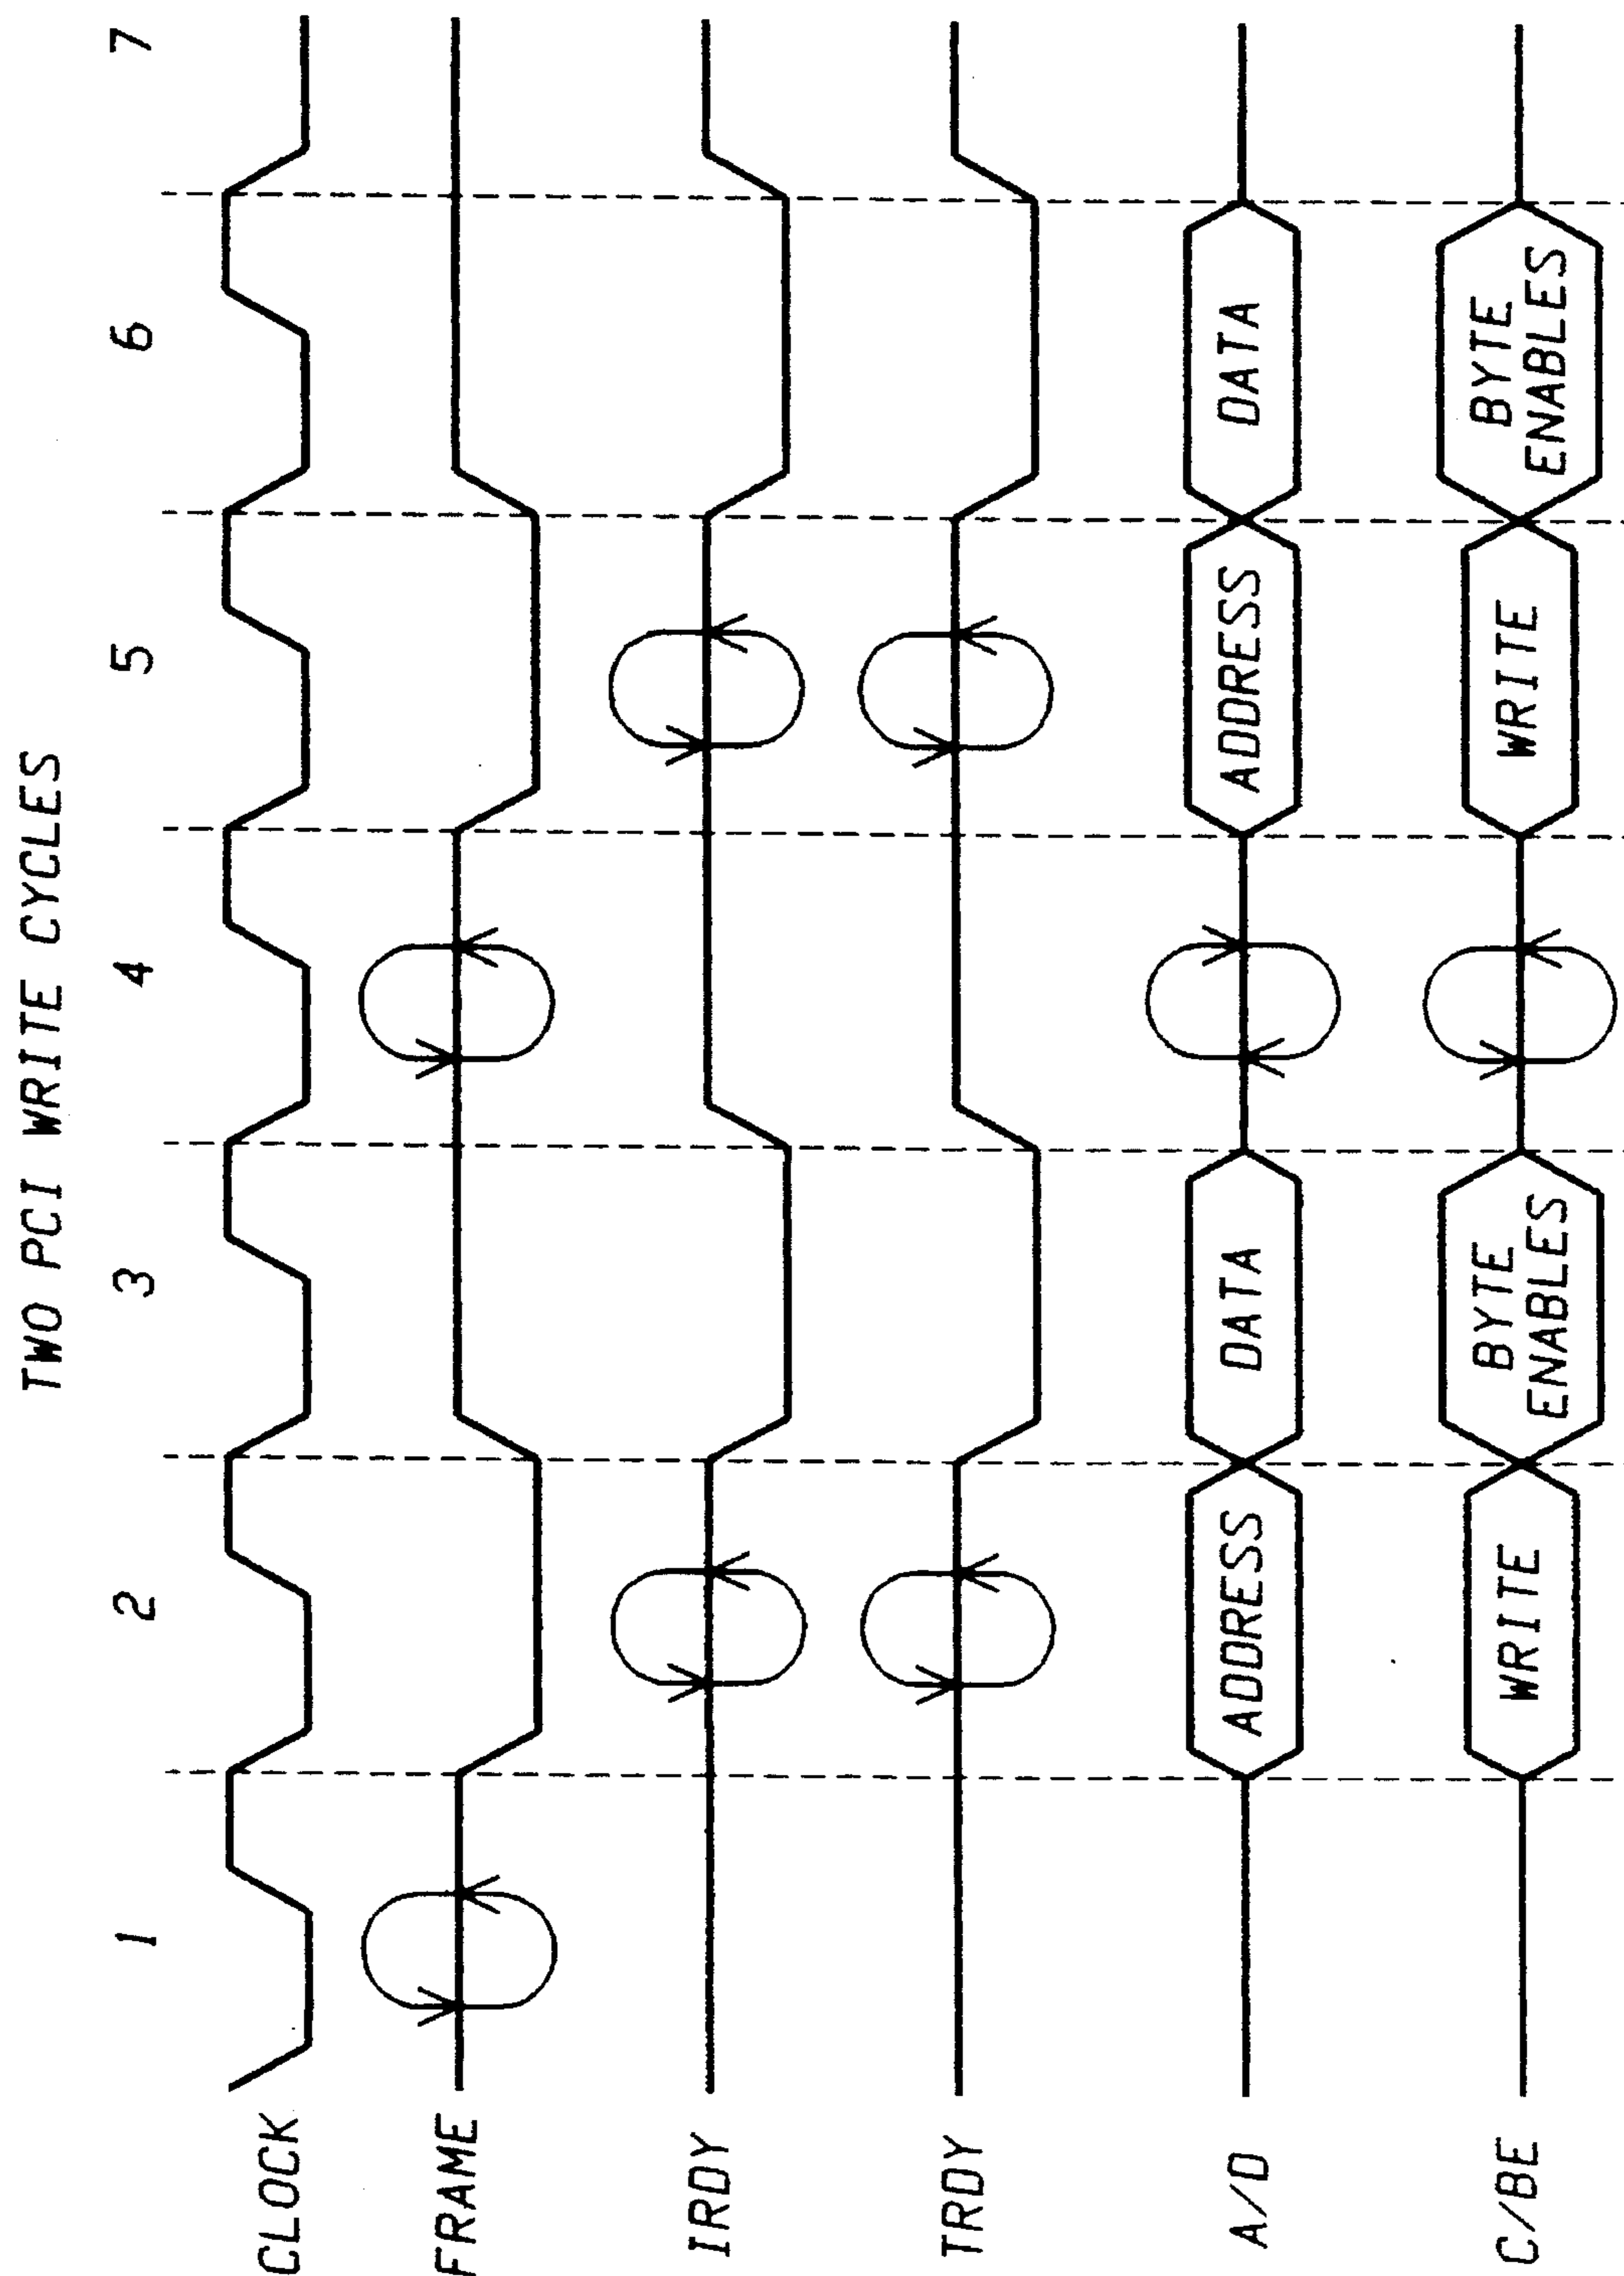 TWO PCI WRITE CYCLES
1 2 3 4 5 6 7
CLOCK
FRAME
IRDY
TRDY
A/D ADDRESS DATA ADDRESS DATA
C/BE WRITE BYTE WRITE BYTE
ENABLES ENABLES